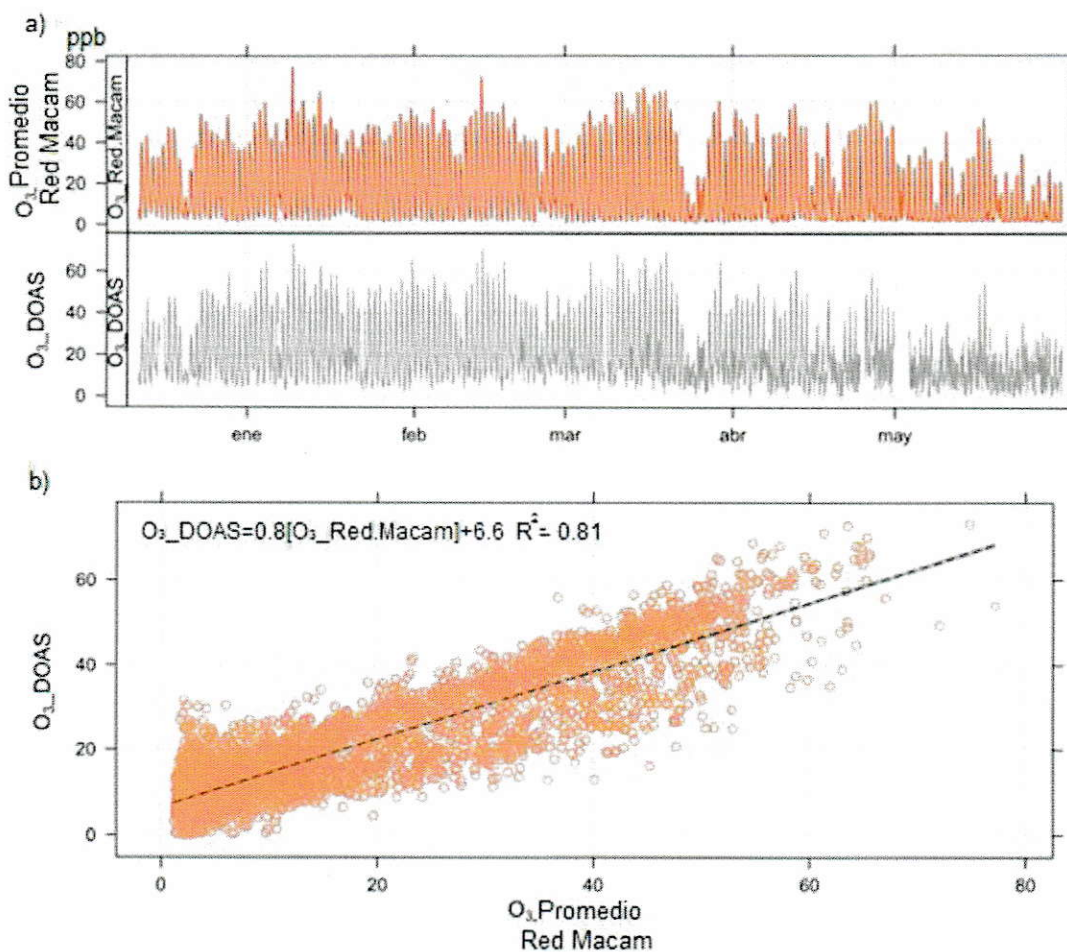 a)
ppb
O₃_Promedio
Red Macam
O₃_Red.Macam
80
60
40
20
0
O₃_DOAS
O₃_DOAS
60
40
20
0
ene
feb
mar
abr
may
b)
O₃_DOAS=0.8[O₃_Red.Macam]+6.6 R²= 0.81
O₃_DOAS
60
40
20
0
0
20
40
60
80
O₃_Promedio
Red Macam